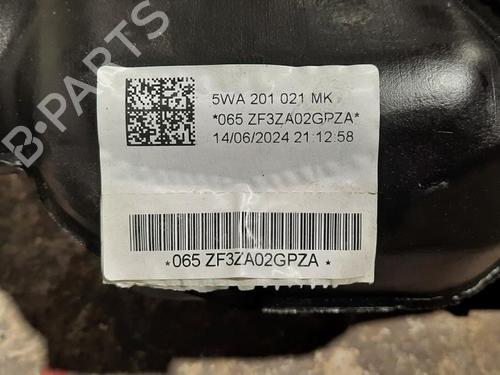 B-PARTS
5WA 201 021 MK
*065 ZF3ZA02GPZA*
14/06/2024 21:12:58
*065 ZF3ZA02GPZA *